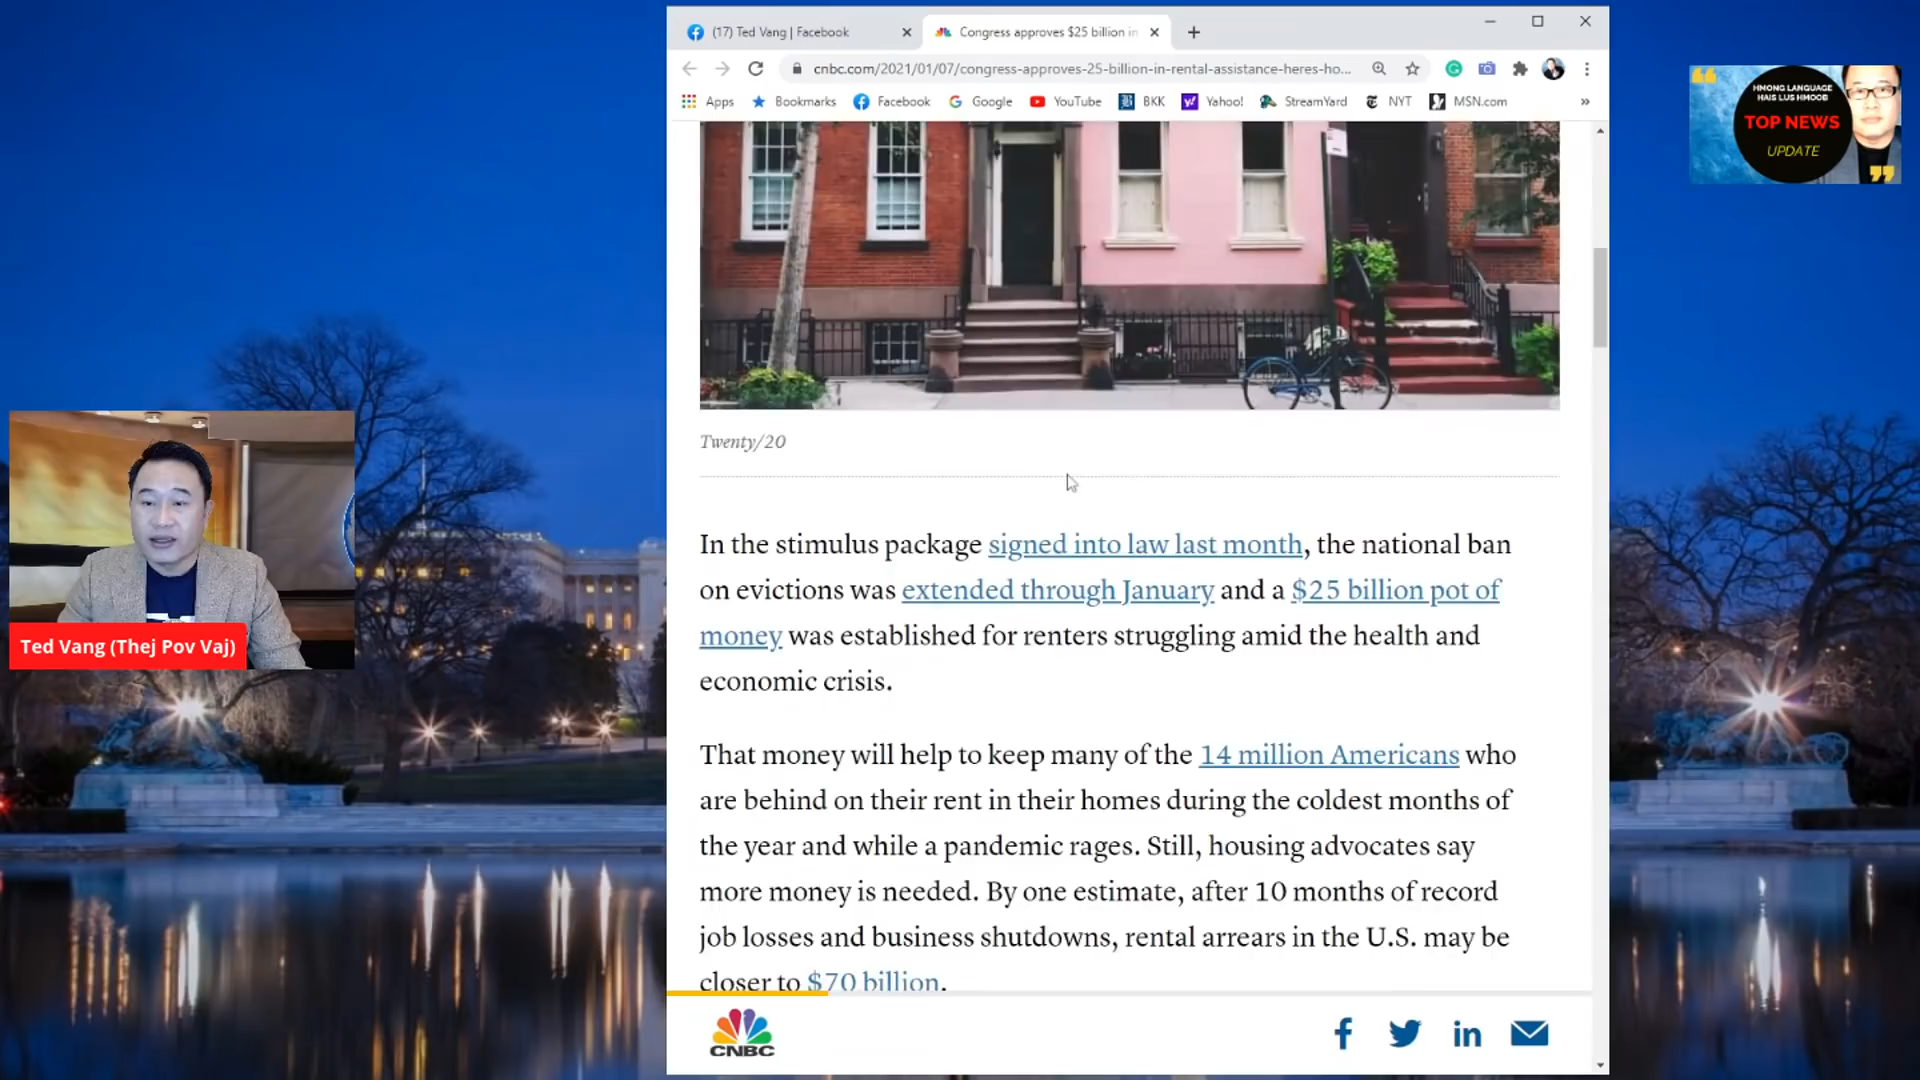 (17) Ted Vang | Facebook
Congress approves $25 billion in
cnbc.com/2021/01/07/congress-approves-25-billion-in-rental-assistance-heres-ho...
Apps
Bookmarks
Facebook
Google
YouTube
BKK
Yahoo!
StreamYard
NYT
MSN.com
»
HMONG LANGUAGE
HAIS LUS HMOOB
TOP NEWS
UPDATE
Twenty/20
In the stimulus package signed into law last month, the national ban
on evictions was extended through January and a $25 billion pot of
money was established for renters struggling amid the health and
economic crisis.
That money will help to keep many of the 14 million Americans who
are behind on their rent in their homes during the coldest months of
the year and while a pandemic rages. Still, housing advocates say
more money is needed. By one estimate, after 10 months of record
job losses and business shutdowns, rental arrears in the U.S. may be
closer to $70 billion.
Ted Vang (Thej Pov Vaj)
CNBC